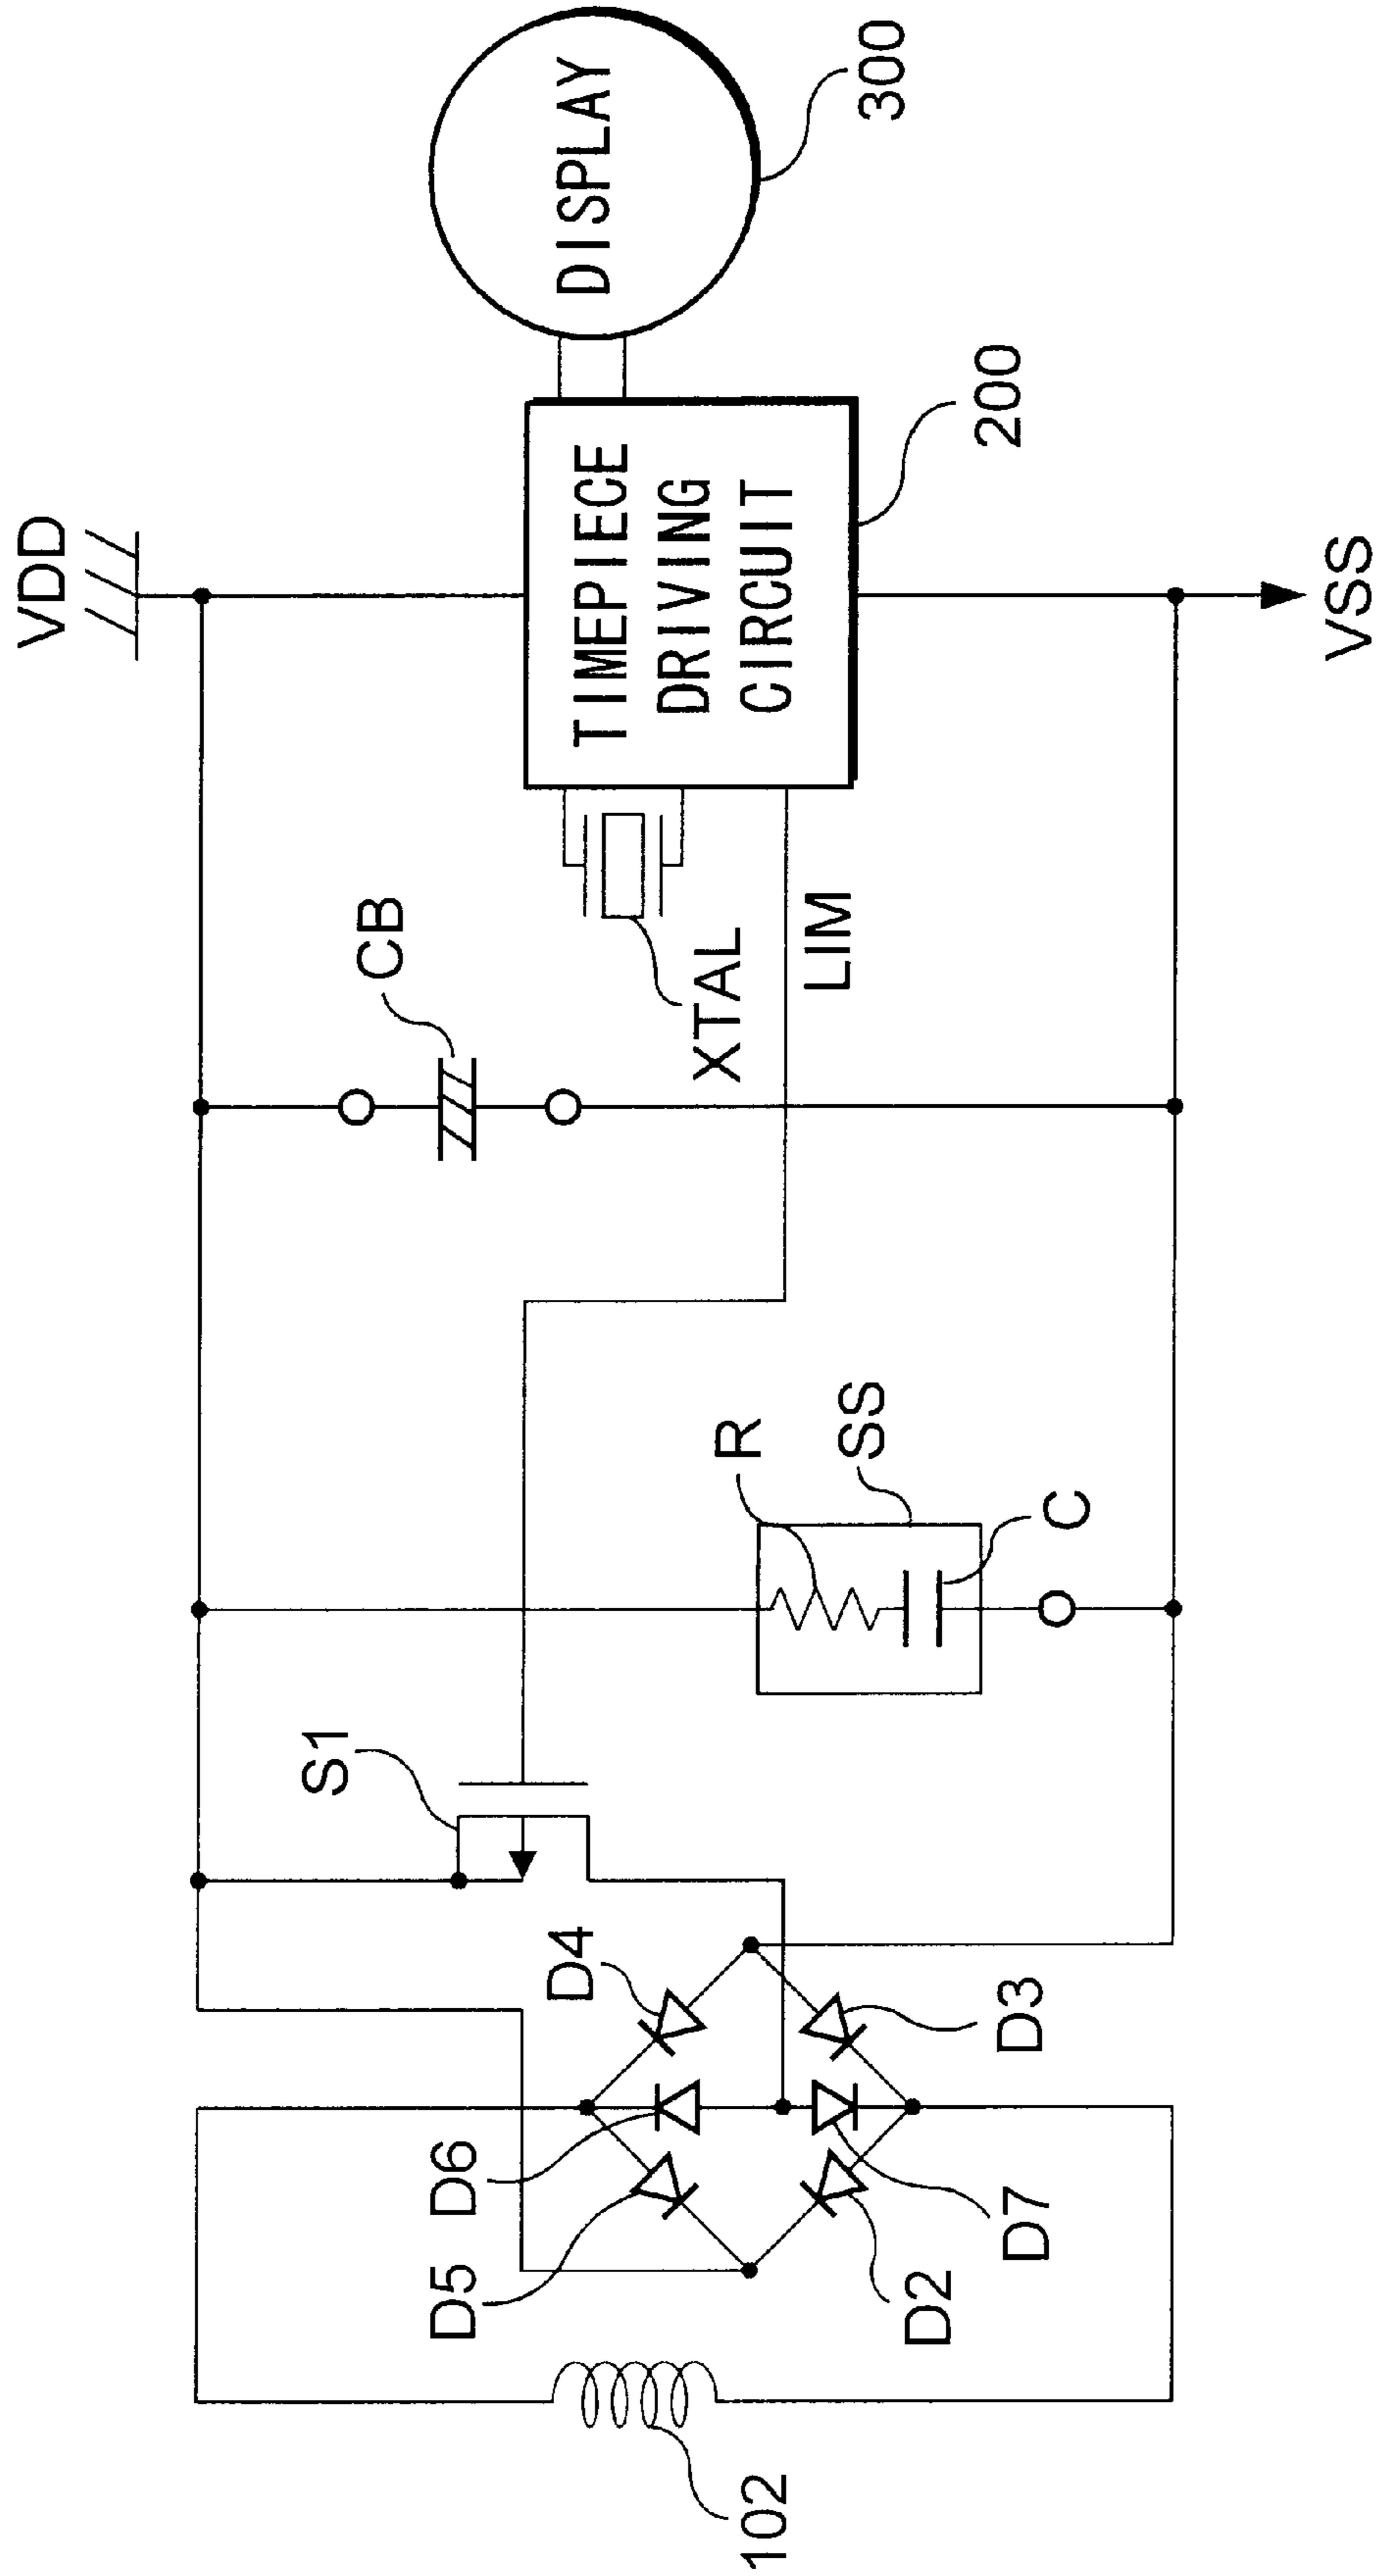 VDD
DISPLAY
300
TIMEPIECE
DRIVING
CIRCUIT
200
VSS
CB
XTAL
LIM
R
SS
C
S1
D4
D3
D6
D5
D7
D2
102